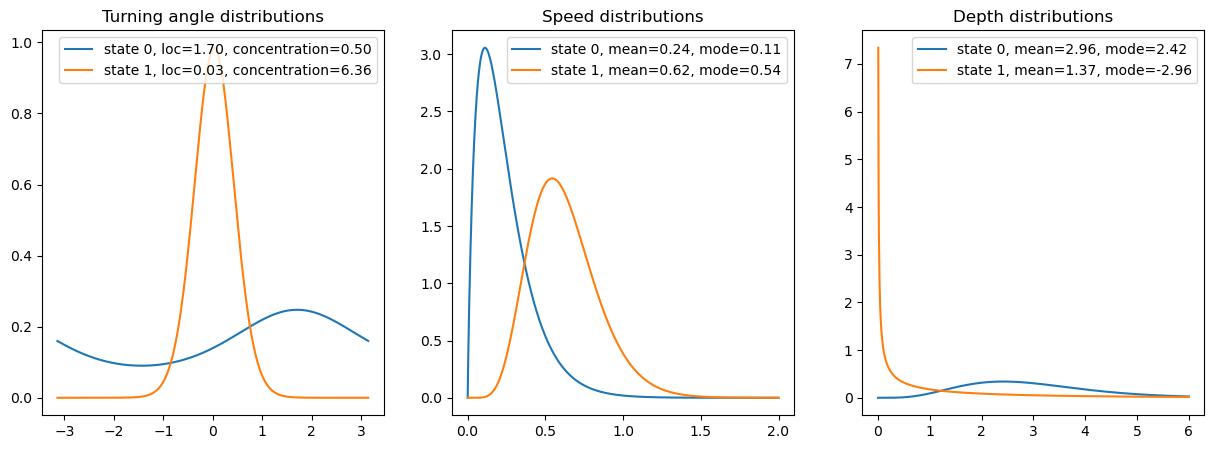 Turning angle distributions
state 0, loc=1.70, concentration=0.50
state 1, loc=0.03, concentration=6.36
1.0
0.8
0.6
0.4
0.2
0.0
−3 −2 −1 0 1 2 3
Speed distributions
state 0, mean=0.24, mode=0.11
state 1, mean=0.62, mode=0.54
3.0
2.5
2.0
1.5
1.0
0.5
0.0
0.0 0.5 1.0 1.5 2.0
Depth distributions
state 0, mean=2.96, mode=2.42
state 1, mean=1.37, mode=-2.96
7
6
5
4
3
2
1
0
0 1 2 3 4 5 6